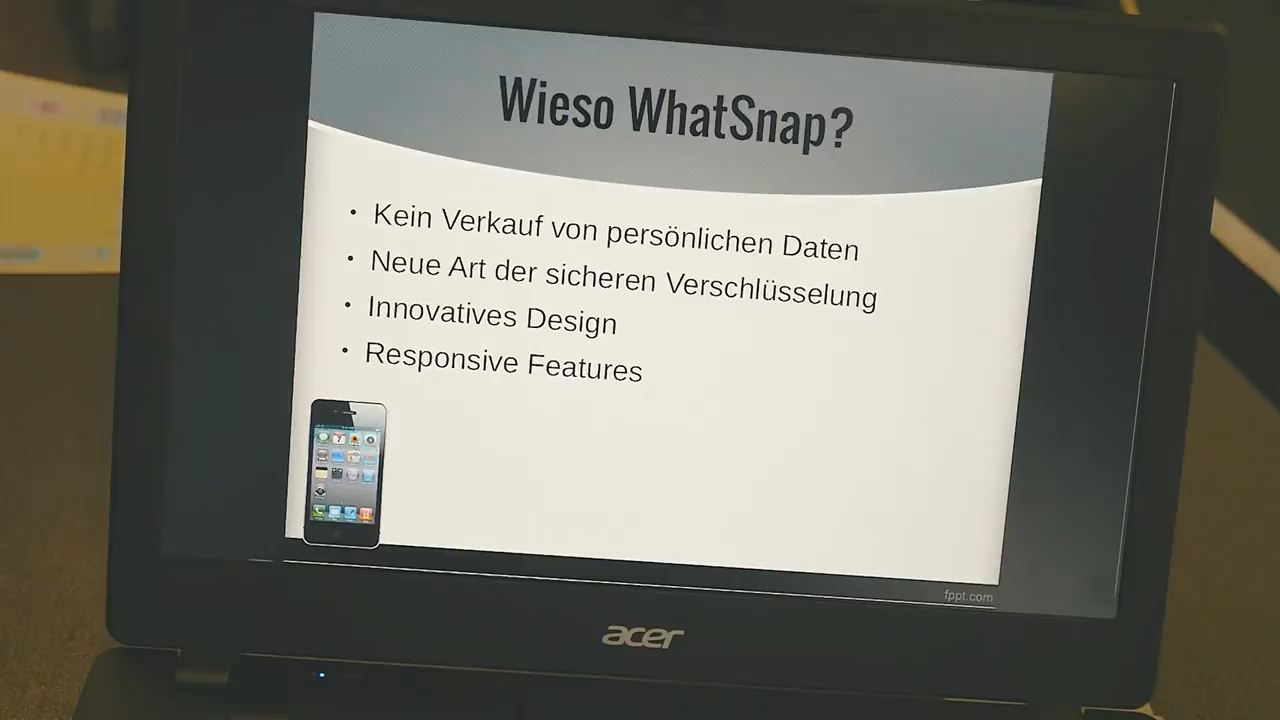 Wieso WhatSnap?
• Kein Verkauf von persönlichen Daten
• Neue Art der sicheren Verschlüsselung
• Innovatives Design
• Responsive Features
fppt.com
acer